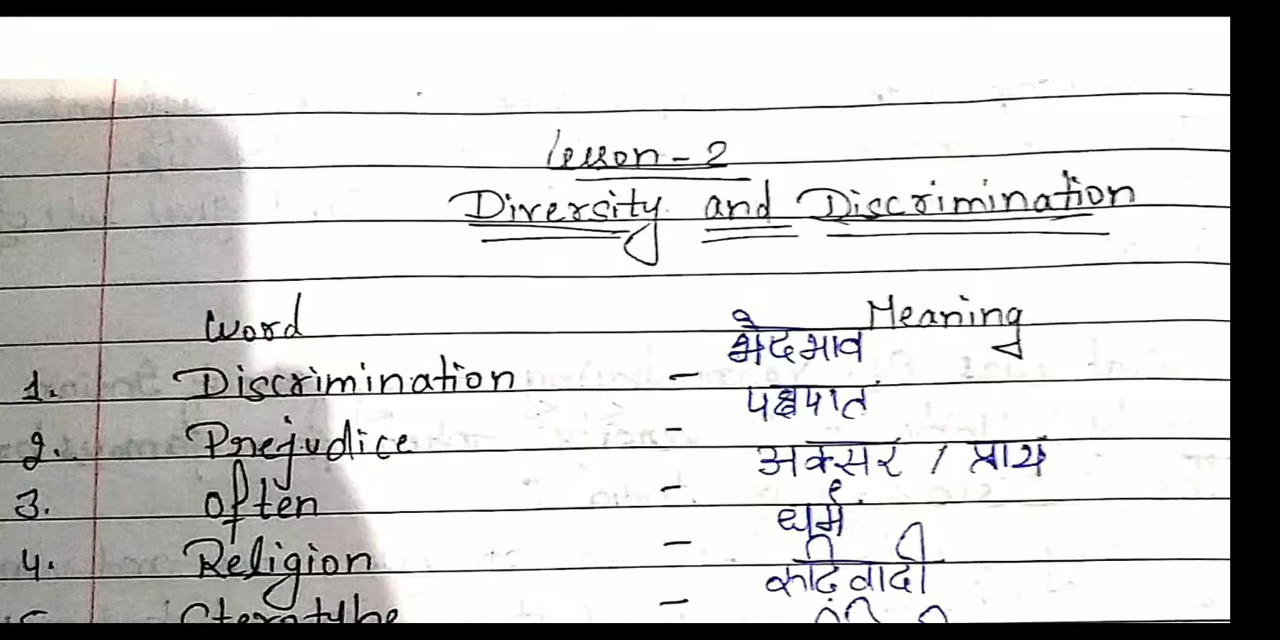 Lesson - 2
Diversity and Discrimination
Word Meaning
1. Discrimination - भेदभाव
2. Prejudice - पक्षपात
3. Often - अक्सर / प्राय
4. Religion - धर्म
रूढ़िवादी